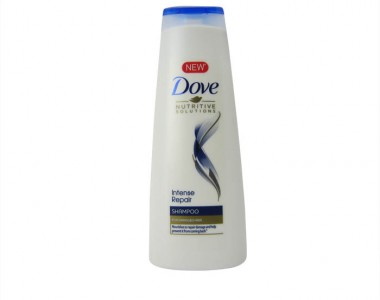 NEW
Dove
NUTRITIVE
SOLUTIONS
Intense
Repair
SHAMPOO